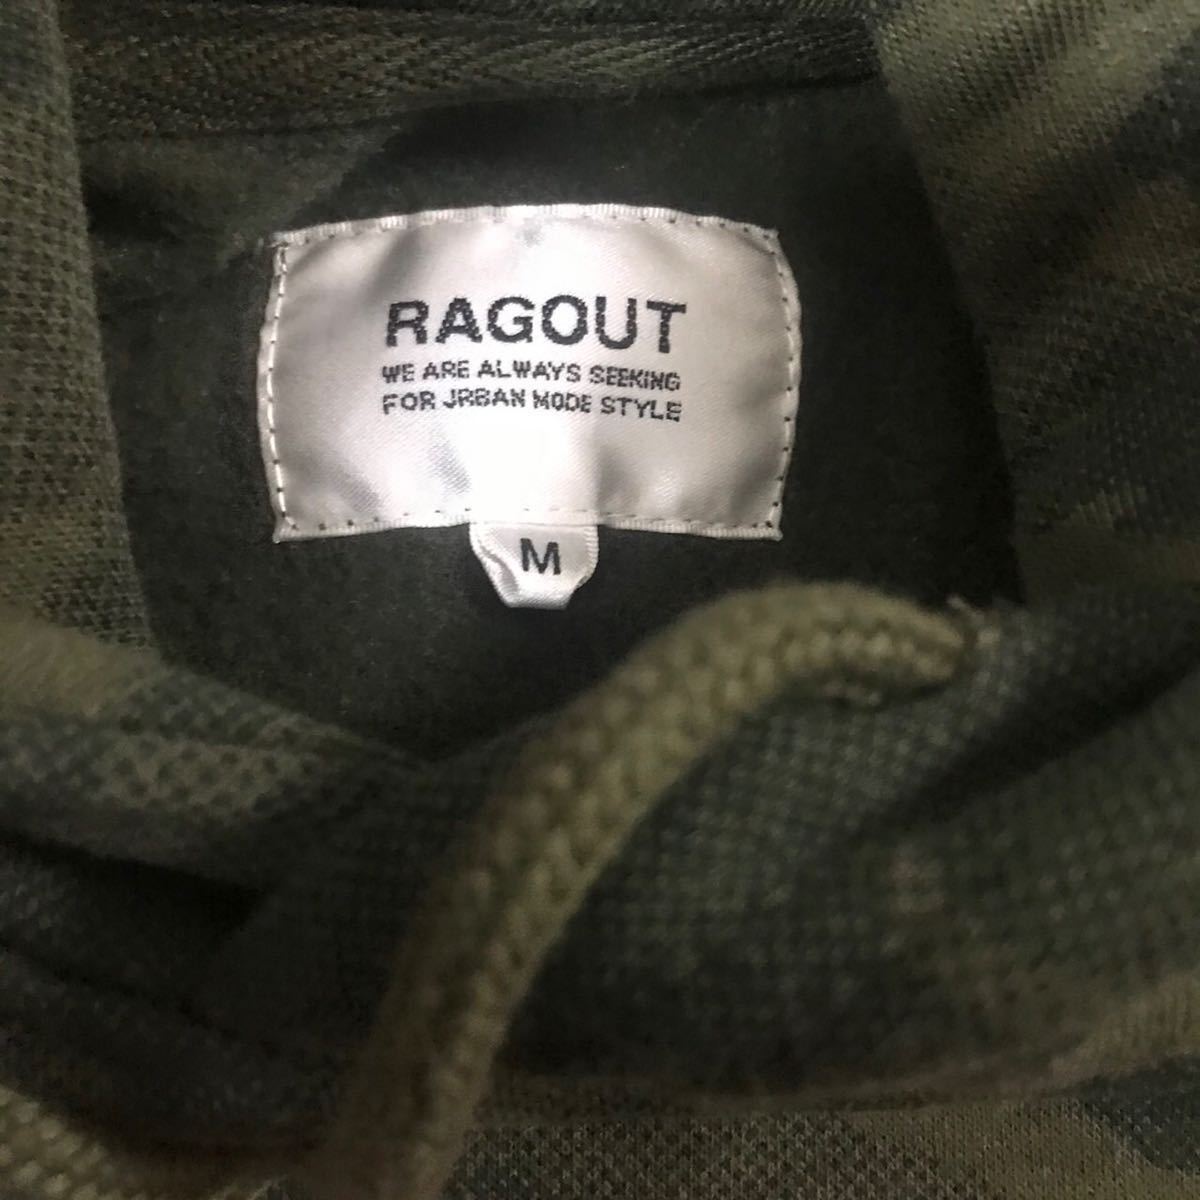 RAGOUT
WE ARE ALWAYS SEEKING
FOR JRBAN MODE STYLE
M